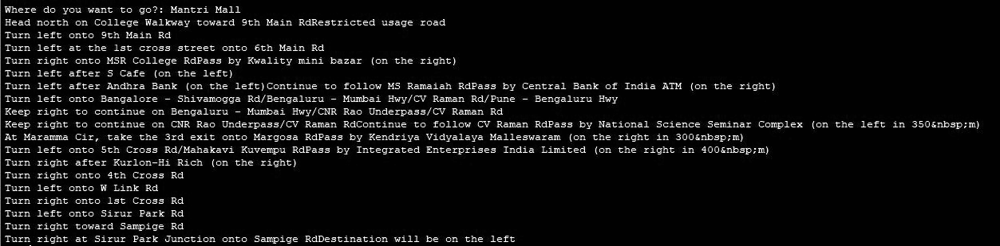 Where do you want to go?: Mantri Mall
Head north on College Walkway toward 9th Main RdRestricted usage road
Turn left onto 9th Main Rd
Turn left at the 1st cross street onto 6th Main Rd
Turn right onto MSR College RdPass by Kwality mini bazar (on the right)
Turn left after S Cafe (on the left)
Turn left after Andhra Bank (on the left)Continue to follow MS Ramaiah RdPass by Central Bank of India ATM (on the right)
Turn left onto Bangalore - Shivamogga Rd/Bengaluru - Mumbai Hwy/CV Raman Rd/Pune - Bengaluru Hwy
Keep right to continue on Bengaluru - Mumbai Hwy/CNR Rao Underpass/CV Raman Rd
Keep right to continue on CNR Rao Underpass/CV Raman RdContinue to follow CV Raman RdPass by National Science Seminar Complex (on the left in 350&nbsp;m)
At Maramma Cir, take the 3rd exit onto Margosa RdPass by Kendriya Vidyalaya Malleswaram (on the right in 300&nbsp;m)
Turn left onto 5th Cross Rd/Mahakavi Kuvempu RdPass by Integrated Enterprises India Limited (on the right in 400&nbsp;m)
Turn right after Kurlon-Hi Rich (on the right)
Turn right onto 4th Cross Rd
Turn left onto W Link Rd
Turn right onto 1st Cross Rd
Turn left onto Sirur Park Rd
Turn right toward Sampige Rd
Turn right at Sirur Park Junction onto Sampige RdDestination will be on the left